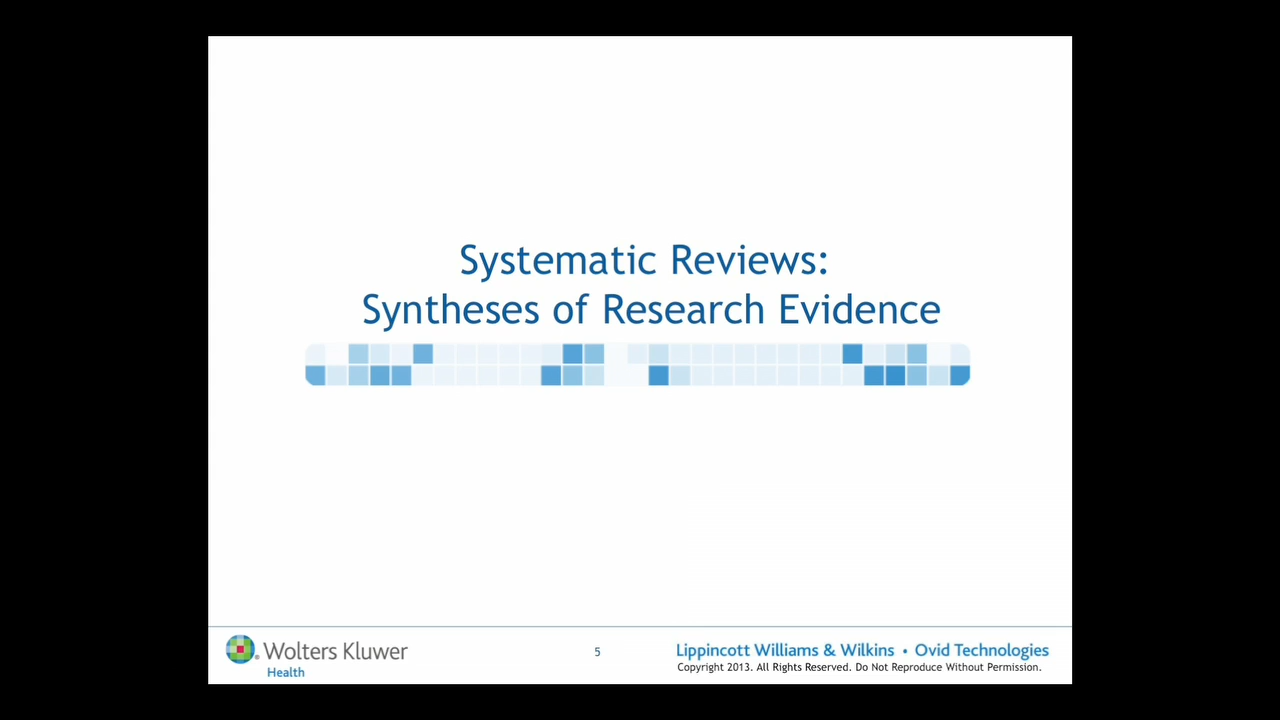 Systematic Reviews:
Syntheses of Research Evidence
Wolters Kluwer
Health
5
Lippincott Williams & Wilkins • Ovid Technologies
Copyright 2013. All Rights Reserved. Do Not Reproduce Without Permission.